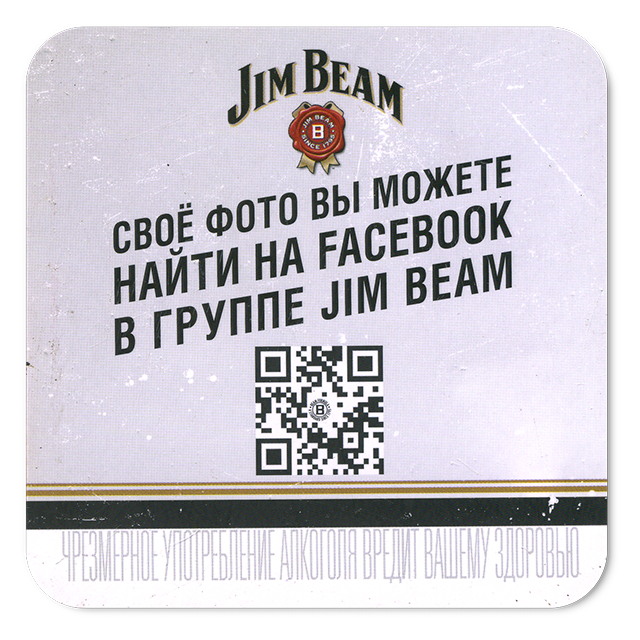 JIM BEAM
JIM BEAM
B
SINCE 1795
СВОЁ ФОТО ВЫ МОЖЕТЕ
НАЙТИ НА FACEBOOK
В ГРУППЕ JIM BEAM
B
ЧРЕЗМЕРНОЕ УПОТРЕБЛЕНИЕ АЛКОГОЛЯ ВРЕДИТ ВАШЕМУ ЗДОРОВЬЮ